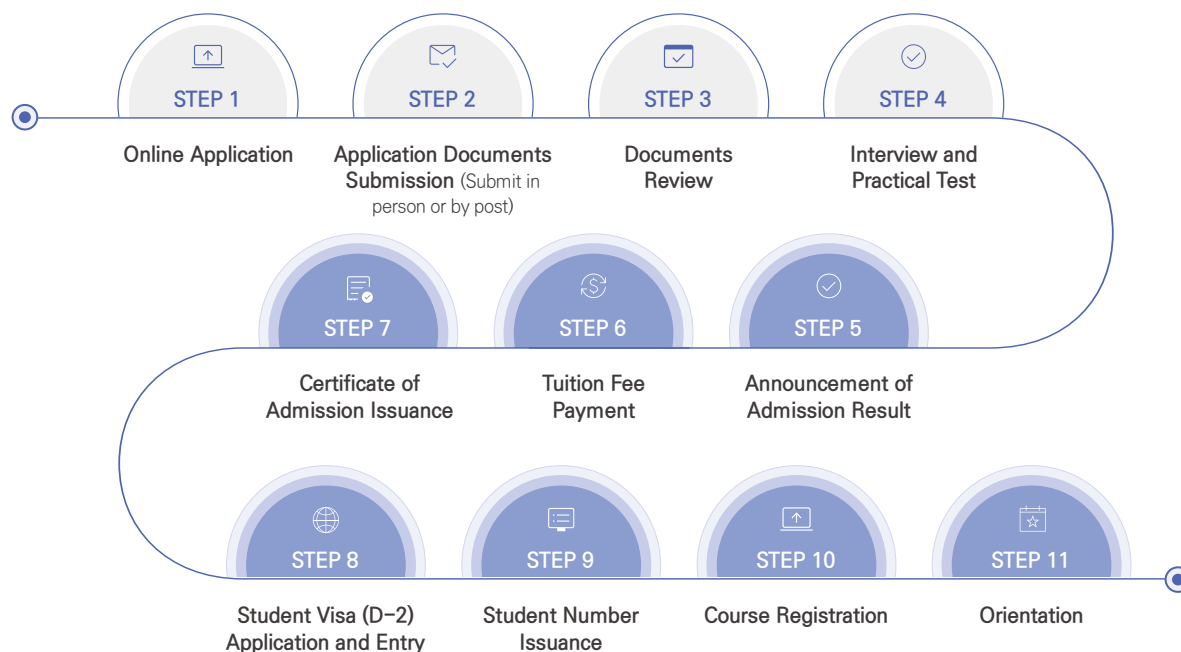 STEP 1
STEP 2
STEP 3
STEP 4
Online Application
Application Documents
Submission (Submit in
person or by post)
Documents
Review
Interview and
Practical Test
STEP 7
STEP 6
STEP 5
Certificate of
Admission Issuance
Tuition Fee
Payment
Announcement of
Admission Result
STEP 8
STEP 9
STEP 10
STEP 11
Student Visa (D-2)
Application and Entry
Student Number
Issuance
Course Registration
Orientation